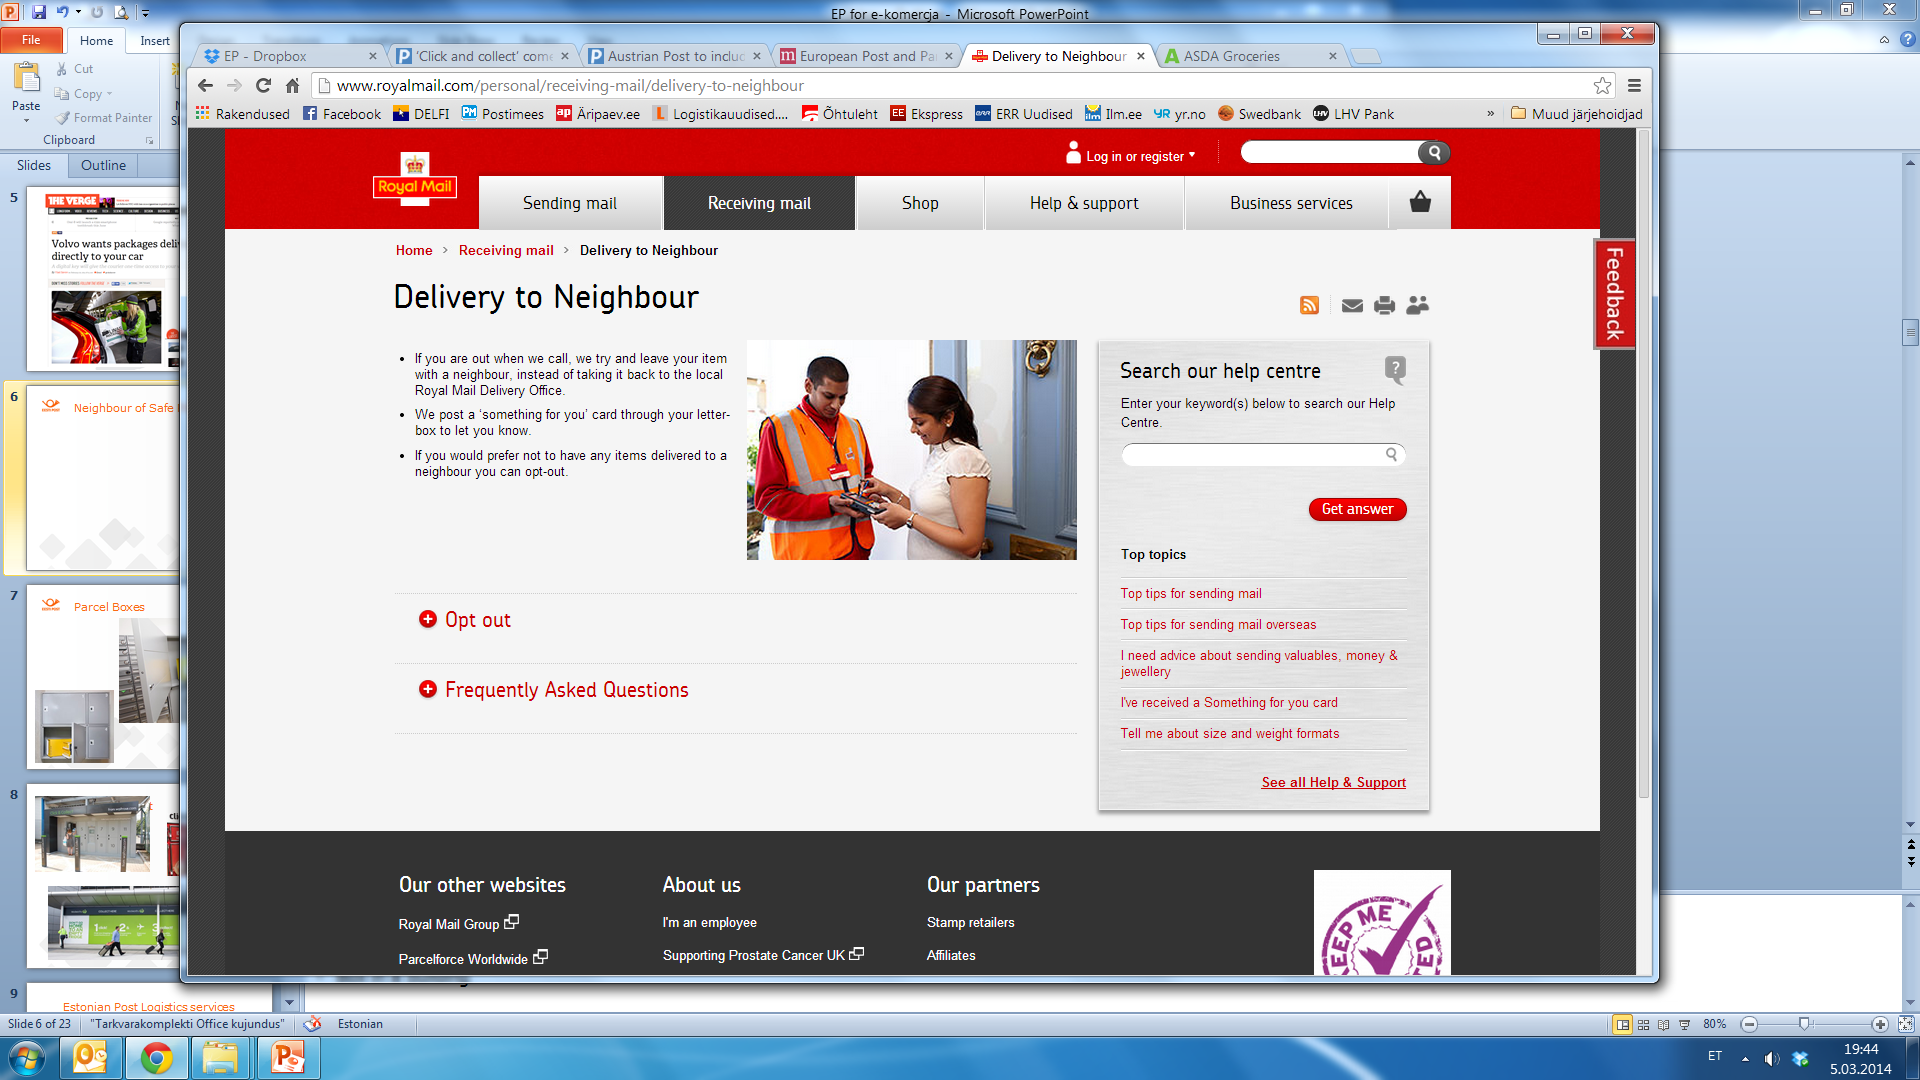 EP for e-komercja - Microsoft PowerPoint
File
Home
Insert
Paste
Cut
Copy
Format Painter
Clipboard
Slides
Outline
5
THE VERGE
Volvo wants packages deli
directly to your car
6
Neighbour of Safe
7
Parcel Boxes
8
9
Estonian Post Logistics services
EP - Dropbox
'Click and collect' come
Austrian Post to includ
European Post and Pa
Delivery to Neighbour
ASDA Groceries
www.royalmail.com/personal/receiving-mail/delivery-to-neighbour
Rakendused
Facebook
DELFI
Postimees
Äripaev.ee
Logistikauudised....
Õhtuleht
Ekspress
ERR Uudised
Ilm.ee
yr.no
Swedbank
LHV Pank
»
Muud järjehoidjad
Royal Mail
Log in or register
Sending mail
Receiving mail
Shop
Help & support
Business services
Home > Receiving mail > Delivery to Neighbour
Feedback
Delivery to Neighbour
• If you are out when we call, we try and leave your item
with a neighbour, instead of taking it back to the local
Royal Mail Delivery Office.
• We post a 'something for you' card through your letter-
box to let you know.
• If you would prefer not to have any items delivered to a
neighbour you can opt-out.
Opt out
Frequently Asked Questions
Search our help centre
?
Enter your keyword(s) below to search our Help
Centre.
Get answer
Top topics
Top tips for sending mail
Top tips for sending mail overseas
I need advice about sending valuables, money &
jewellery
I've received a Something for you card
Tell me about size and weight formats
See all Help & Support
Our other websites
Royal Mail Group
Parcelforce Worldwide
About us
I'm an employee
Supporting Prostate Cancer UK
Our partners
Stamp retailers
Affiliates
EEP ME
Slide 6 of 23
"Tarkvarakomplekti Office kujundus"
Estonian
80%
ET
19:44
5.03.2014